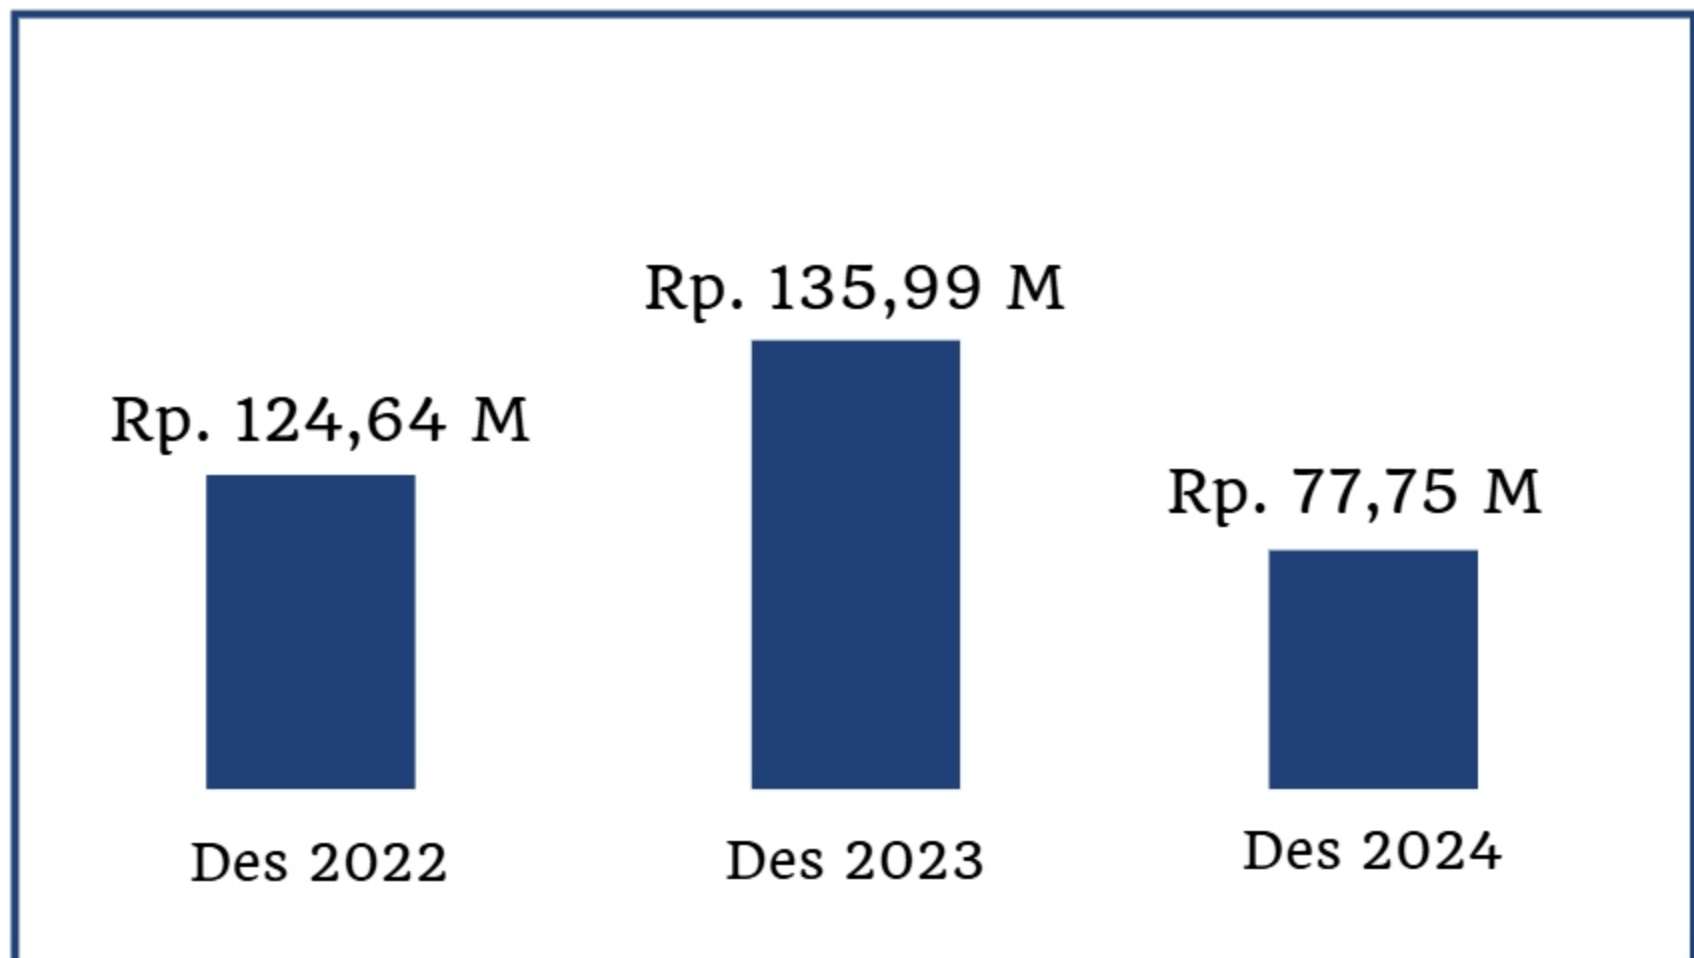 Rp. 135,99 M
Rp. 124,64 M
Rp. 77,75 M
Des 2022
Des 2023
Des 2024